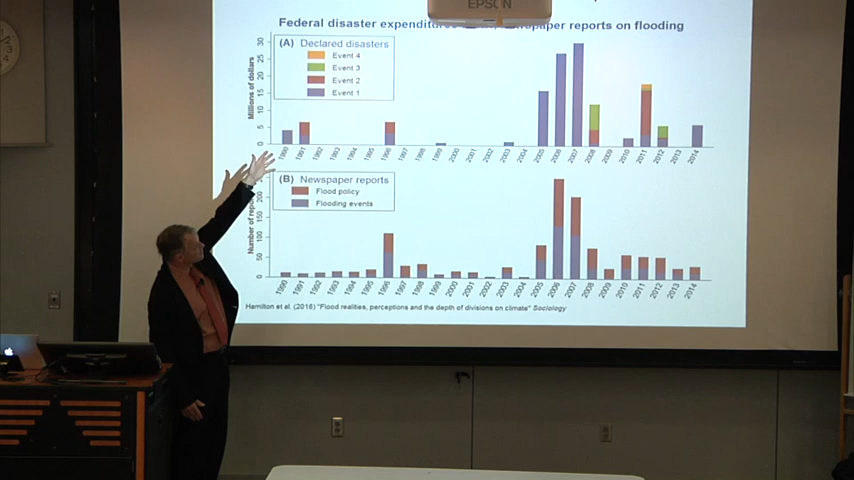 EPSON
Federal disaster expenditures
newspaper reports on flooding
(A) Declared disasters
Event 4
Event 3
Event 2
Event 1
Millions of dollars
30
25
20
15
10
5
0
1990 1991 1992 1993 1994 1995 1996 1997 1998 1999 2000 2001 2002 2003 2004 2005 2006 2007 2008 2009 2010 2011 2012 2013 2014
(B) Newspaper reports
Flood policy
Flooding events
Number of
200
150
100
50
0
1990 1991 1992 1993 1994 1995 1996 1997 1998 1999 2000 2001 2002 2003 2004 2005 2006 2007 2008 2009 2010 2011 2012 2013 2014
Hamilton et al. (2016) "Flood realities, perceptions and the depth of divisions on climate" Sociology